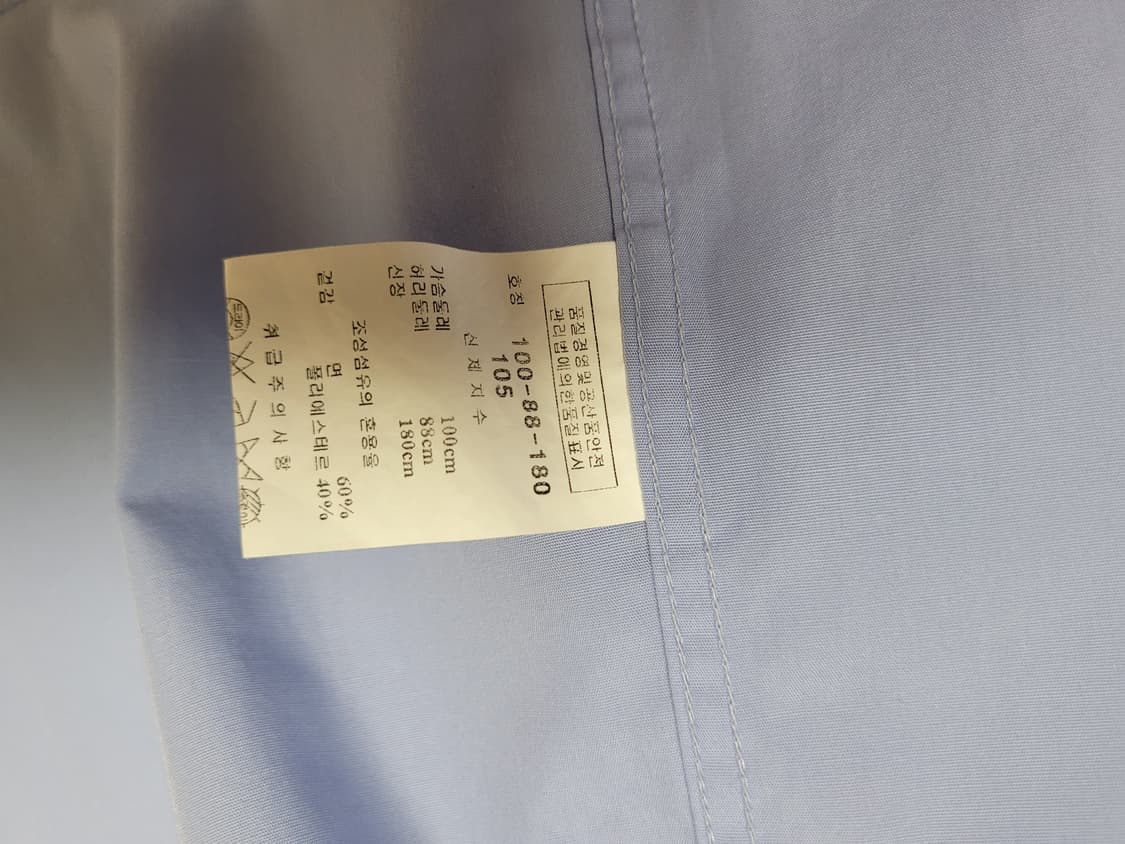 품질경영및공산품안전
관리법에의한품질표시
호칭 100-88-180
105
신체치수
가슴둘레 100cm
허리둘레 88cm
신장 180cm
조성섬유의 혼용율
겉감 면 60%
폴리에스테르 40%
취급주의사항
드라이